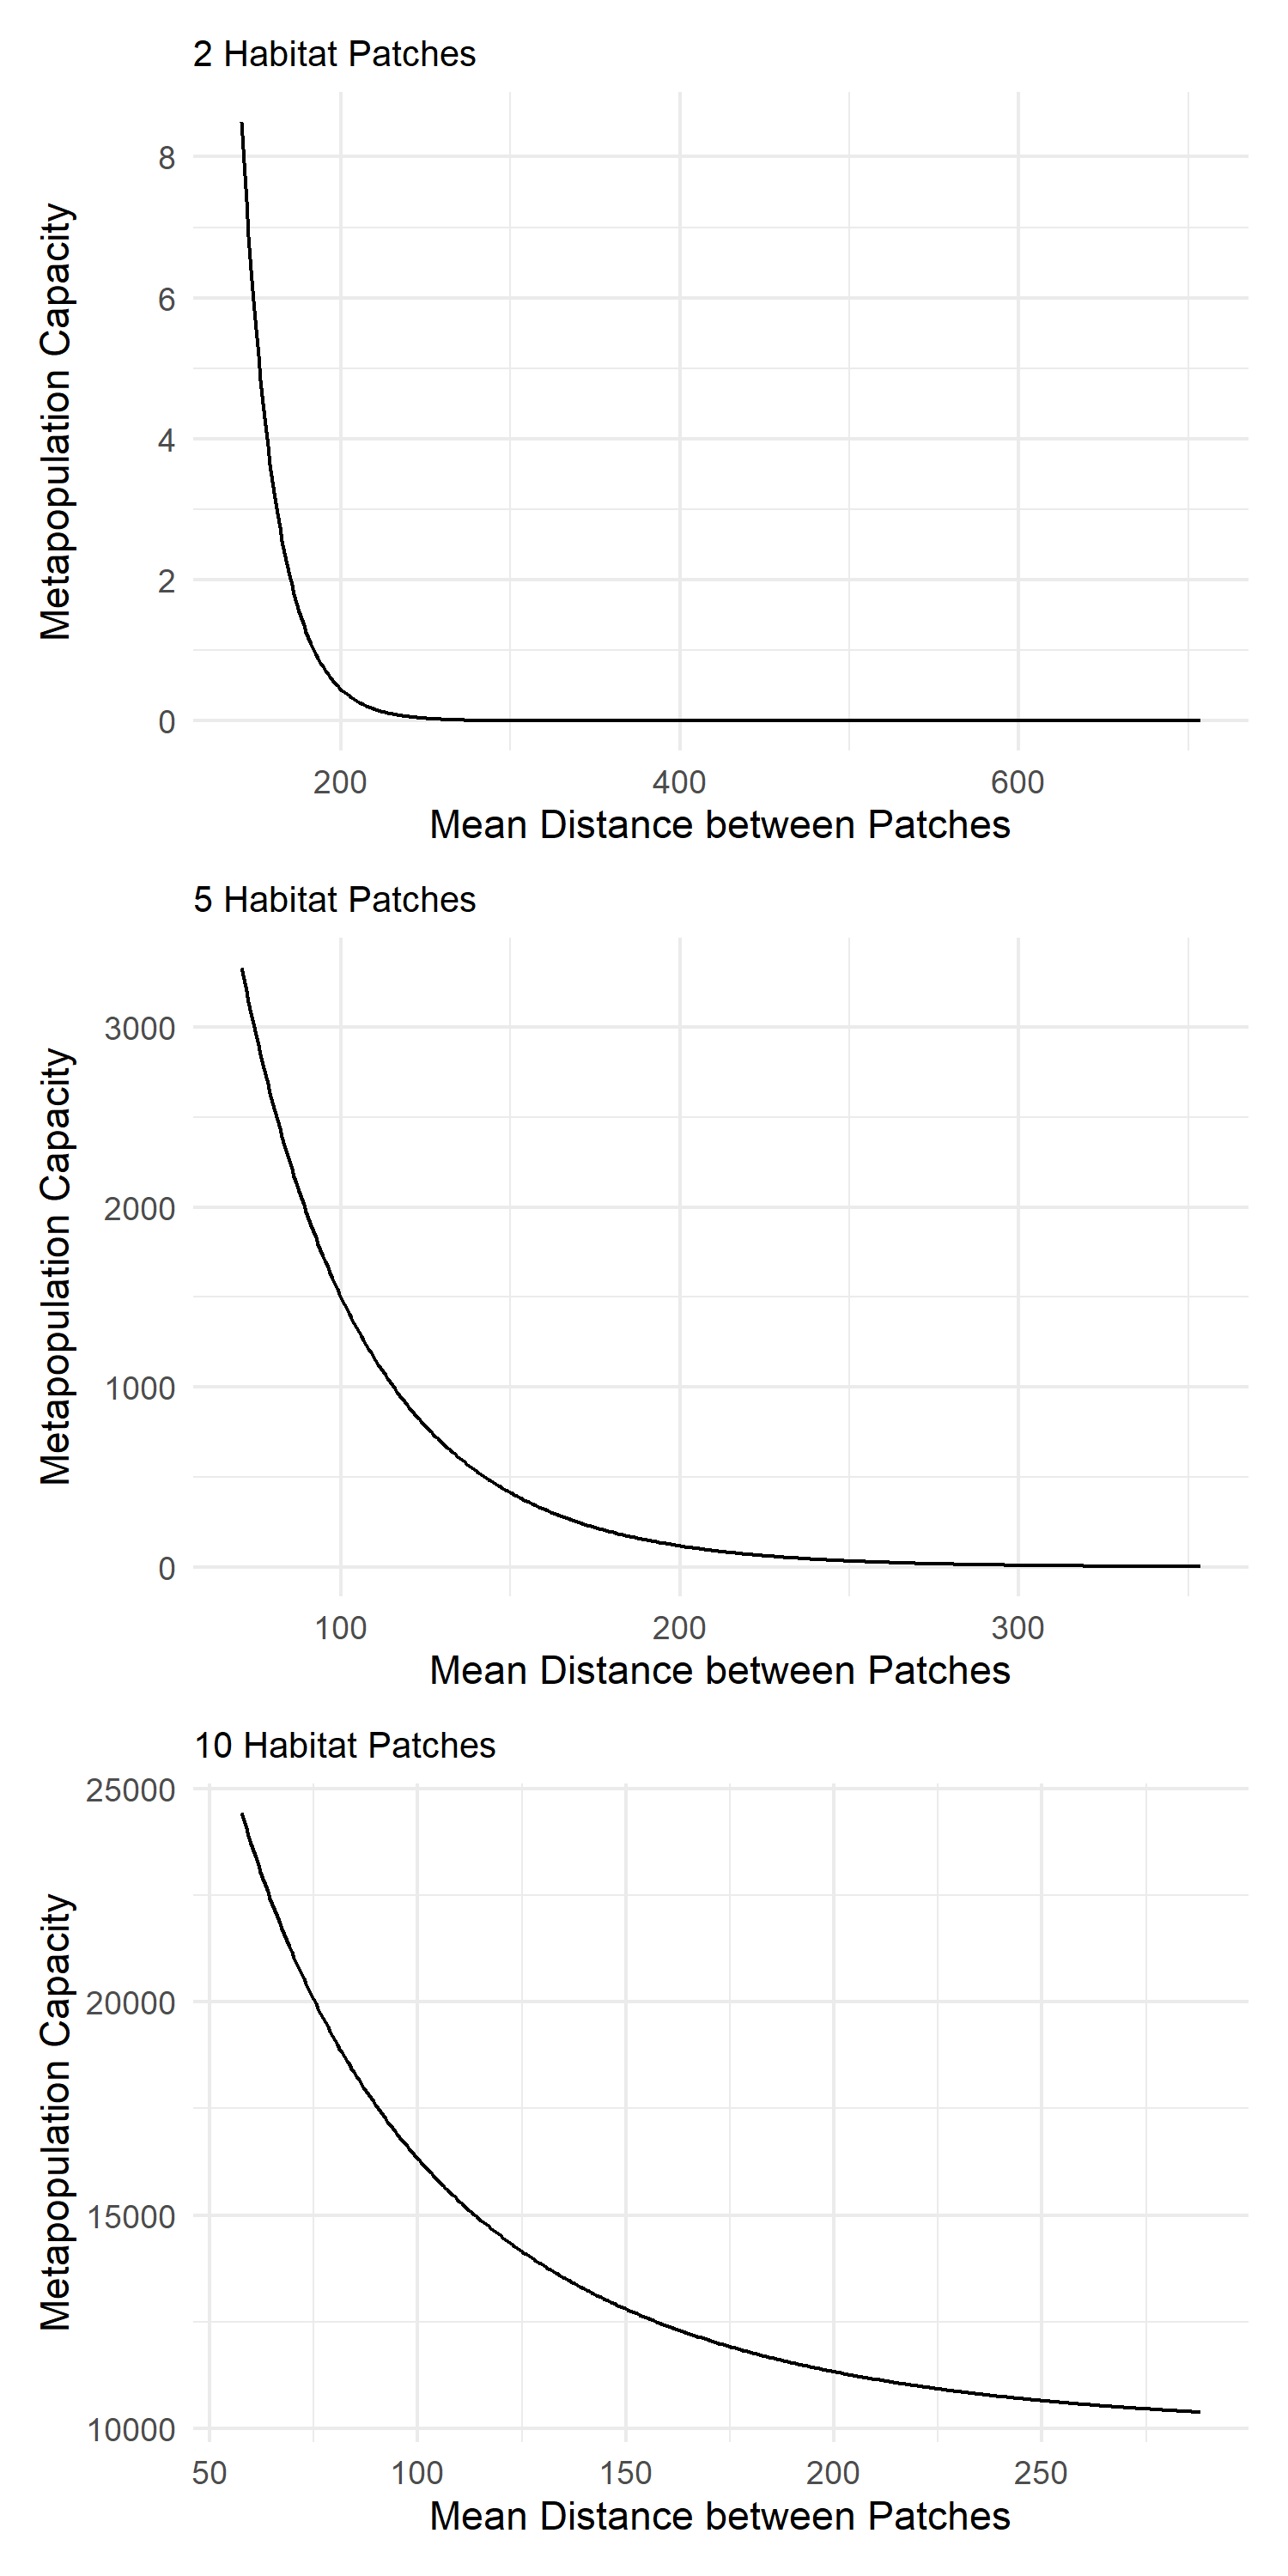 2 Habitat Patches
Metapopulation Capacity
8
6
4
2
0
200 400 600
Mean Distance between Patches
5 Habitat Patches
Metapopulation Capacity
3000
2000
1000
0
100 200 300
Mean Distance between Patches
10 Habitat Patches
Metapopulation Capacity
25000
20000
15000
10000
50 100 150 200 250
Mean Distance between Patches